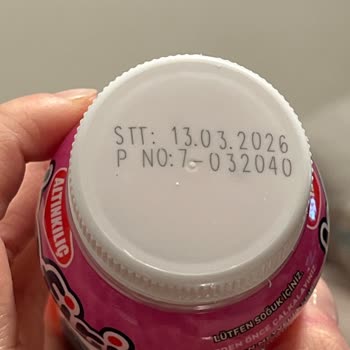 STT: 13.03.2026
P NO:7-032040
ALTINKILIÇ
LÜTFEN SOĞUK İÇİNİZ